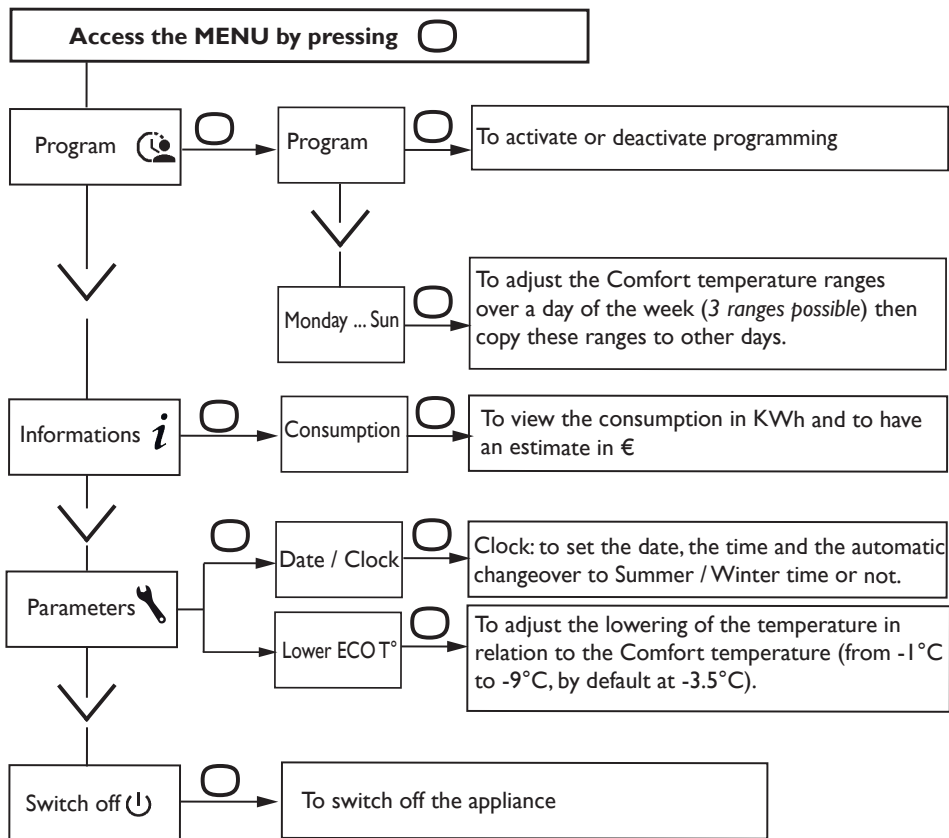 Access the MENU by pressing
Program
Program
To activate or deactivate programming
Monday ... Sun
To adjust the Comfort temperature ranges
over a day of the week (3 ranges possible) then
copy these ranges to other days.
Informations i
Consumption
To view the consumption in KWh and to have
an estimate in €
Parameters
Date / Clock
Clock: to set the date, the time and the automatic
changeover to Summer / Winter time or not.
Lower ECO T°
To adjust the lowering of the temperature in
relation to the Comfort temperature (from -1°C
to -9°C, by default at -3.5°C).
Switch off
To switch off the appliance